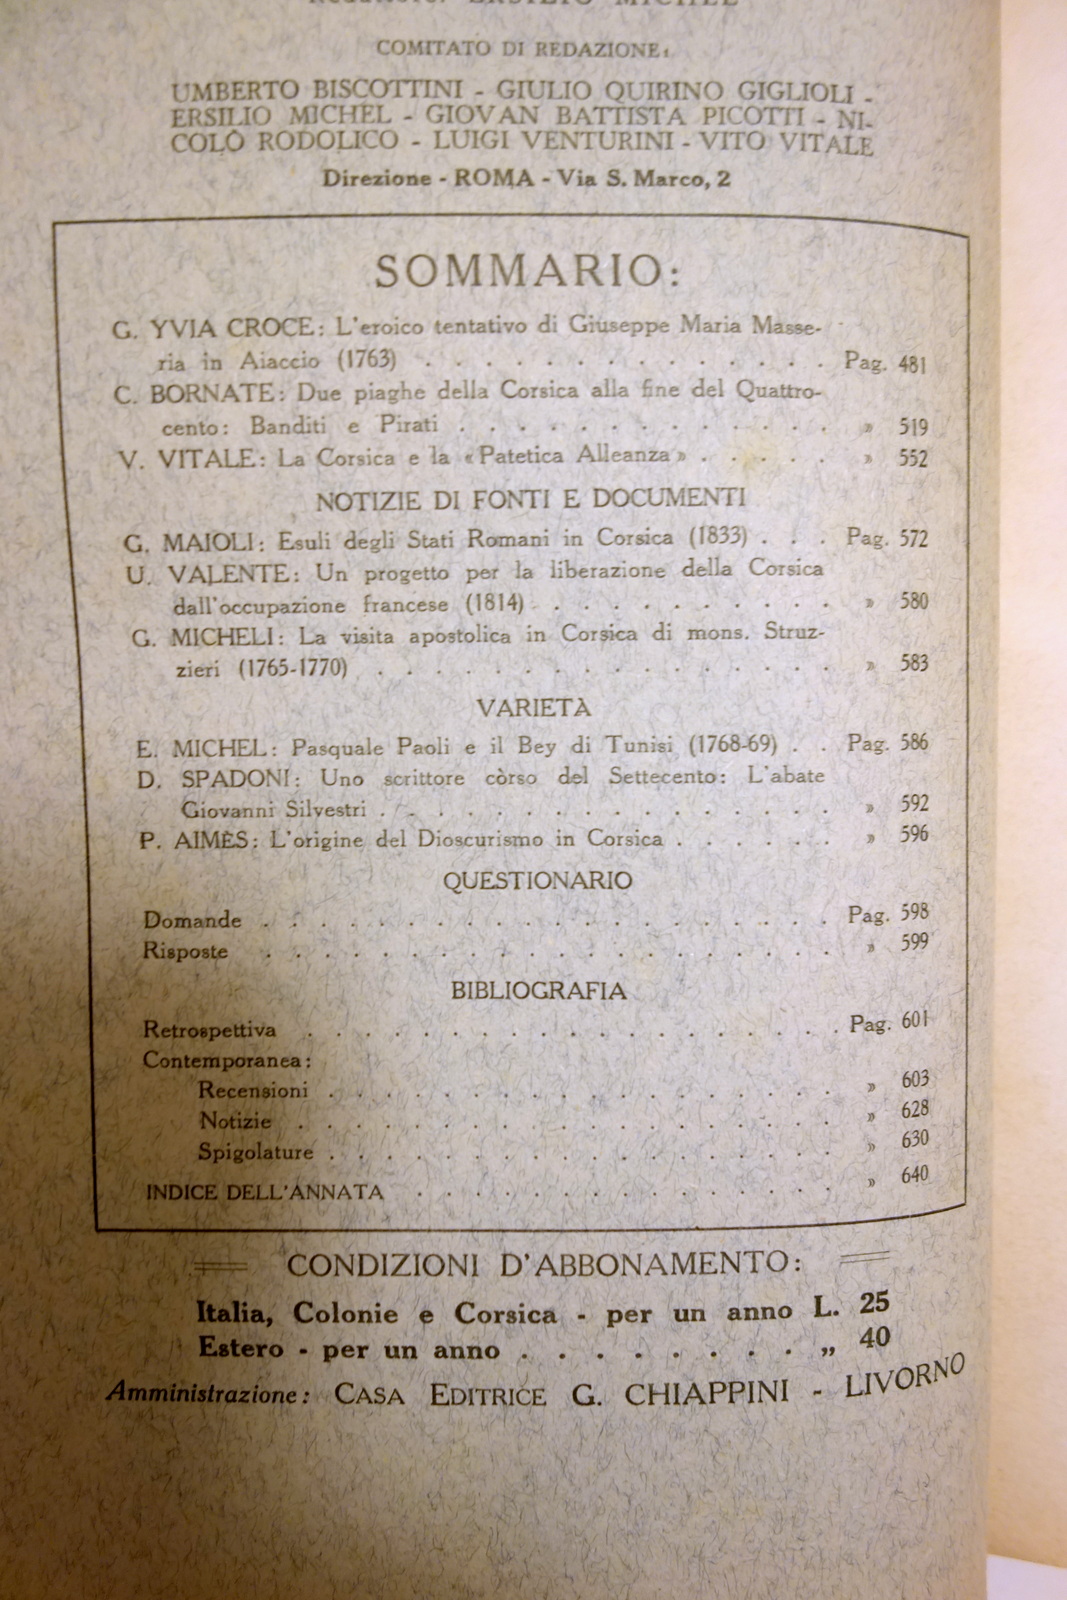 Redattore: ERSILIO MICHEL
COMITATO DI REDAZIONE:
UMBERTO BISCOTTINI - GIULIO QUIRINO GIGLIOLI -
ERSILIO MICHEL - GIOVAN BATTISTA PICOTTI - NI-
COLÒ RODOLICO - LUIGI VENTURINI - VITO VITALE
Direzione - ROMA - Via S. Marco, 2
SOMMARIO:
G. YVIA CROCE: L'eroico tentativo di Giuseppe Maria Masse-
ria in Aiaccio (1763) . . . . . . . . . . . . . . Pag. 481
C. BORNATE: Due piaghe della Corsica alla fine del Quattro-
cento: Banditi e Pirati . . . . . . . . . . . . . » 519
V. VITALE: La Corsica e la «Patetica Alleanza» . . . . . » 552
NOTIZIE DI FONTI E DOCUMENTI
G. MAIOLI: Esuli degli Stati Romani in Corsica (1833) . . . Pag. 572
U. VALENTE: Un progetto per la liberazione della Corsica
dall'occupazione francese (1814) . . . . . . . . . . » 580
G. MICHELI: La visita apostolica in Corsica di mons. Struz-
zieri (1765-1770) . . . . . . . . . . . . . . . . » 583
VARIETÀ
E. MICHEL: Pasquale Paoli e il Bey di Tunisi (1768-69) . . Pag. 586
D. SPADONI: Uno scrittore còrso del Settecento: L'abate
Giovanni Silvestri . . . . . . . . . . . . . . . . » 592
P. AIMÈS: L'origine del Dioscurismo in Corsica . . . . . . » 596
QUESTIONARIO
Domande . . . . . . . . . . . . . . . . . . . . Pag. 598
Risposte . . . . . . . . . . . . . . . . . . . . » 599
BIBLIOGRAFIA
Retrospettiva . . . . . . . . . . . . . . . . . . . Pag. 601
Contemporanea:
Recensioni . . . . . . . . . . . . . . . . . . » 603
Notizie . . . . . . . . . . . . . . . . . . . » 628
Spigolature . . . . . . . . . . . . . . . . . . » 630
INDICE DELL'ANNATA . . . . . . . . . . . . . . . » 640
CONDIZIONI D'ABBONAMENTO:
Italia, Colonie e Corsica - per un anno L. 25
Estero - per un anno . . . . . . . . „ 40
Amministrazione: CASA EDITRICE G. CHIAPPINI - LIVORNO